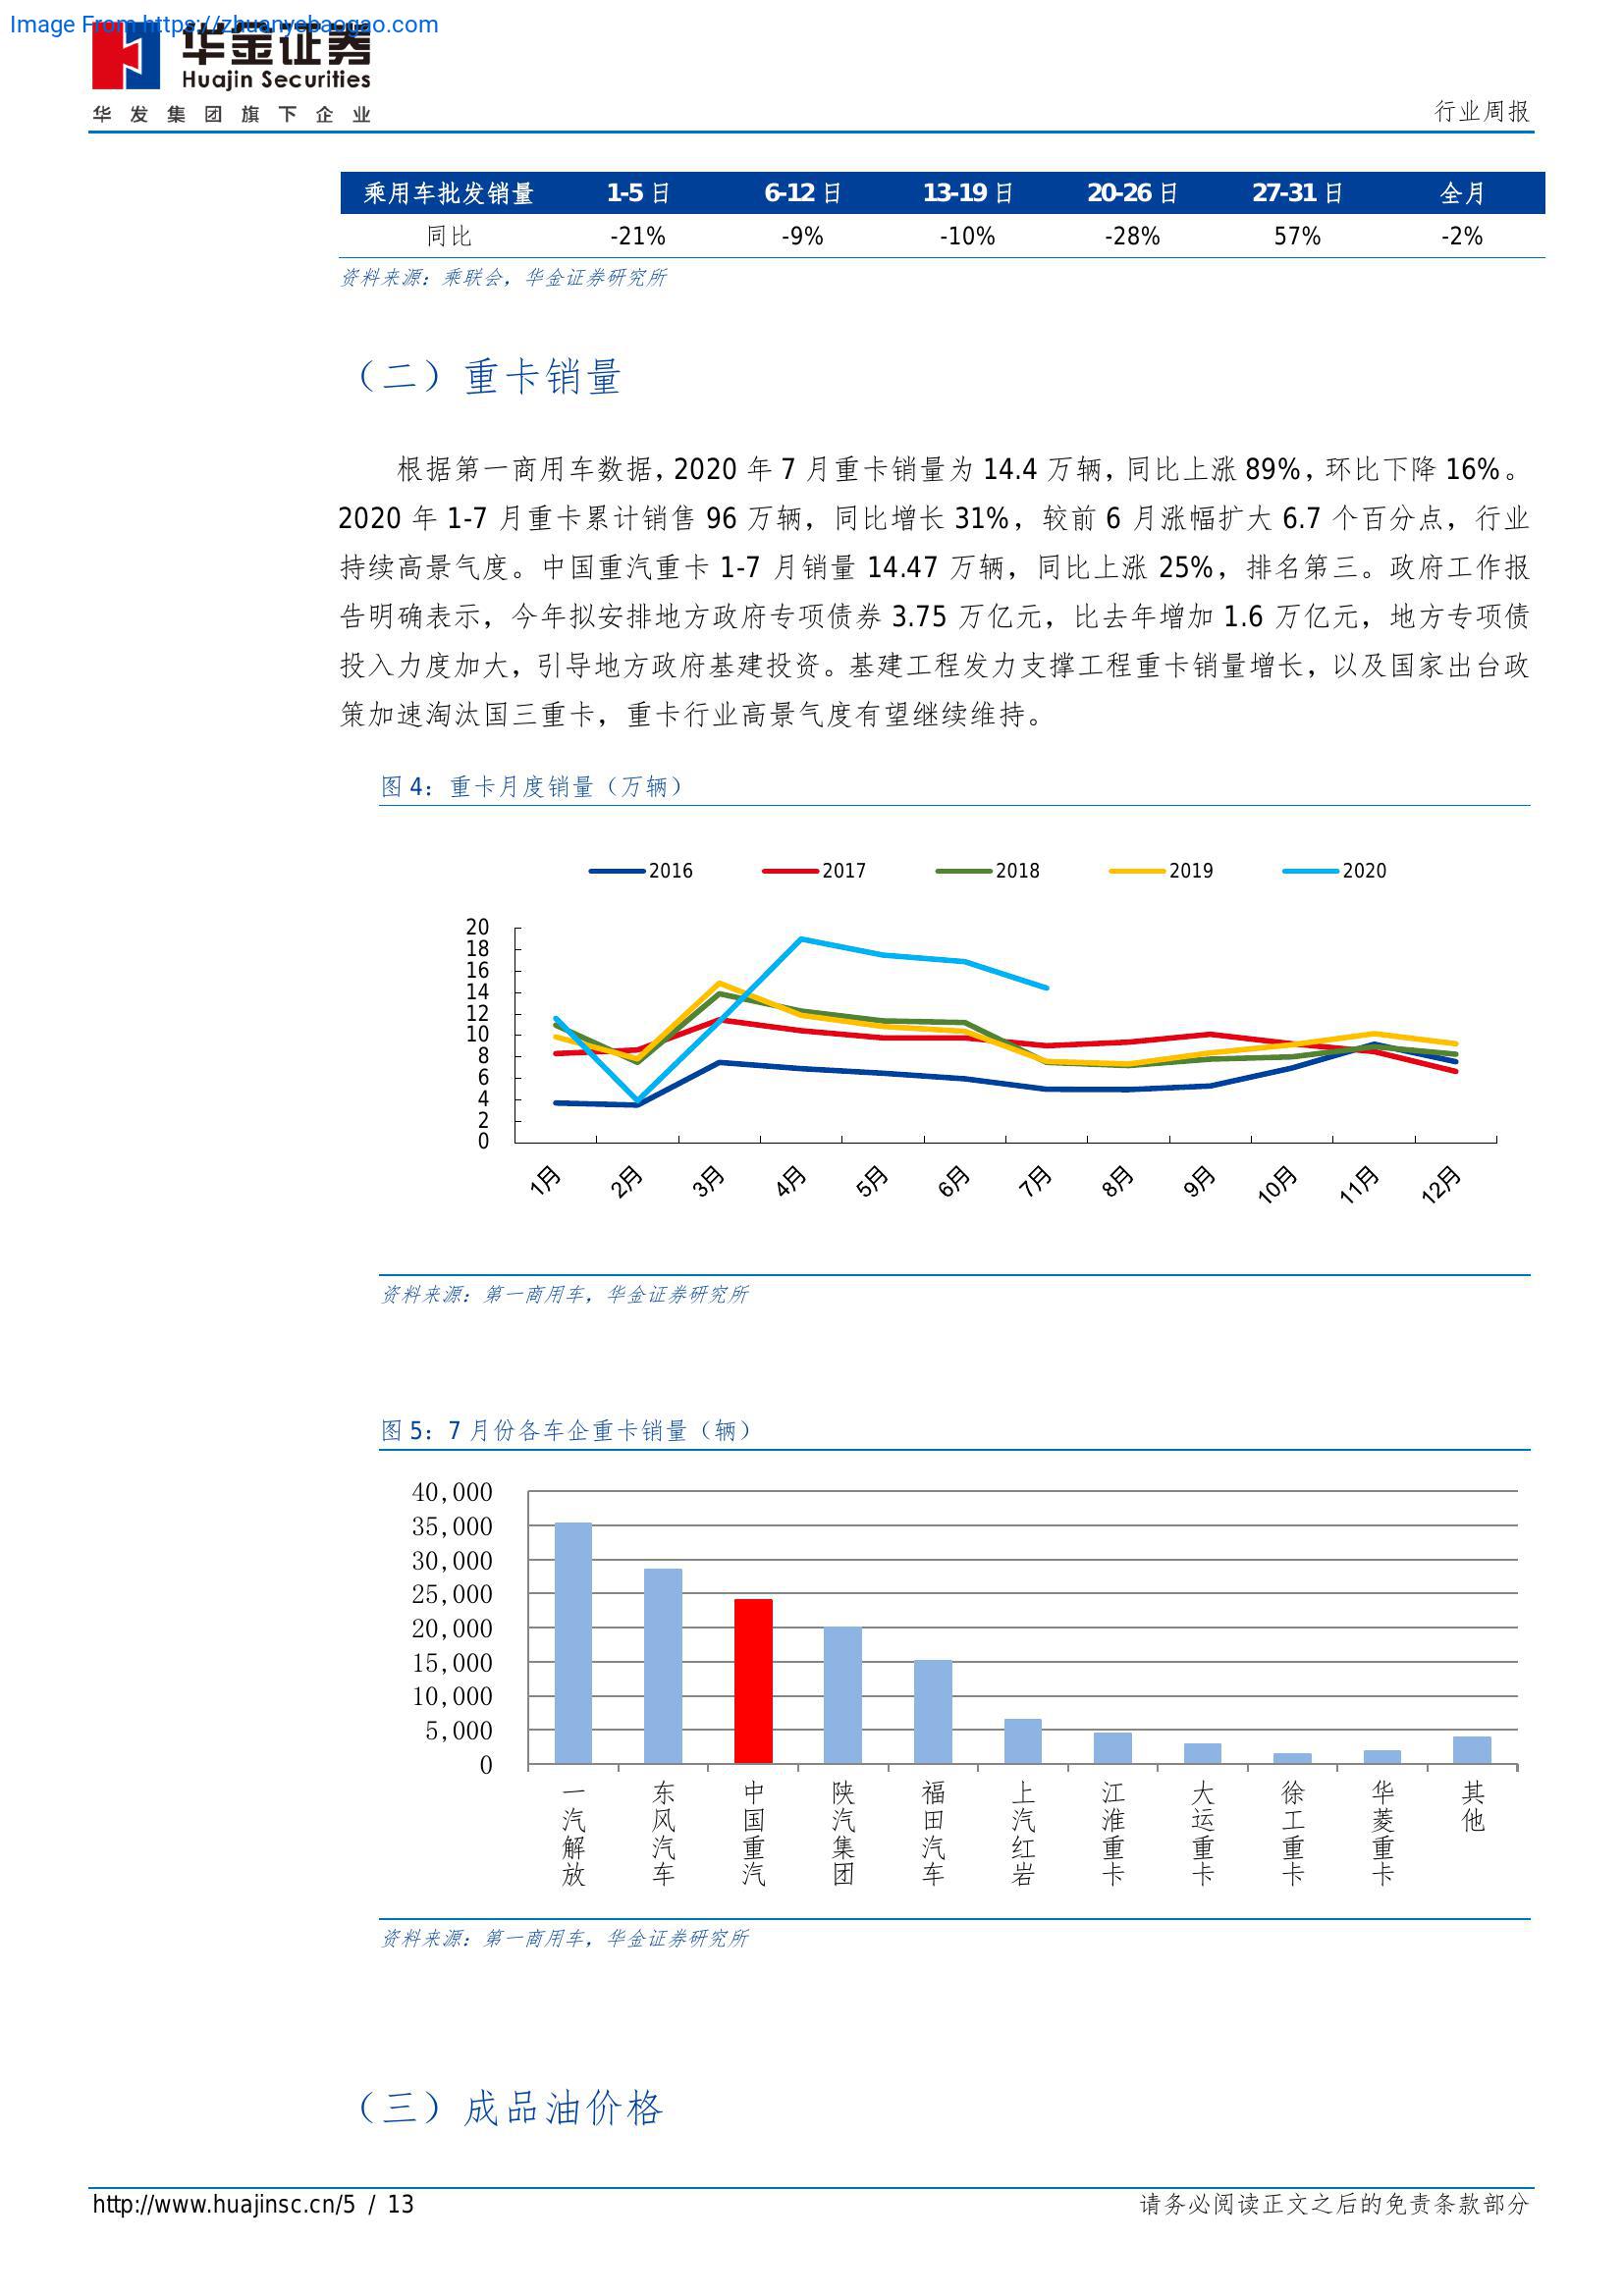 Image From https://zhuanyebaogao.com
华金证券
Huajin Securities
华发集团旗下企业
行业周报
乘用车批发销量 1-5 日 6-12 日 13-19 日 20-26 日 27-31 日 全月
同比 -21% -9% -10% -28% 57% -2%
资料来源：乘联会，华金证券研究所
（二）重卡销量
根据第一商用车数据，2020 年 7 月重卡销量为 14.4 万辆，同比上涨 89%，环比下降 16%。
2020 年 1-7 月重卡累计销售 96 万辆，同比增长 31%，较前 6 月涨幅扩大 6.7 个百分点，行业
持续高景气度。中国重汽重卡 1-7 月销量 14.47 万辆，同比上涨 25%，排名第三。政府工作报
告明确表示，今年拟安排地方政府专项债券 3.75 万亿元，比去年增加 1.6 万亿元，地方专项债
投入力度加大，引导地方政府基建投资。基建工程发力支撑工程重卡销量增长，以及国家出台政
策加速淘汰国三重卡，重卡行业高景气度有望继续维持。
图 4：重卡月度销量（万辆）
2016 2017 2018 2019 2020
20
18
16
14
12
10
8
6
4
2
0
1月 2月 3月 4月 5月 6月 7月 8月 9月 10月 11月 12月
资料来源：第一商用车，华金证券研究所
图 5：7 月份各车企重卡销量（辆）
40,000
35,000
30,000
25,000
20,000
15,000
10,000
5,000
0
一汽解放 东风汽车 中国重汽 陕汽集团 福田汽车 上汽红岩 江淮重卡 大运重卡 徐工重卡 华菱重卡 其他
资料来源：第一商用车，华金证券研究所
（三）成品油价格
http://www.huajinsc.cn/5 / 13
请务必阅读正文之后的免责条款部分